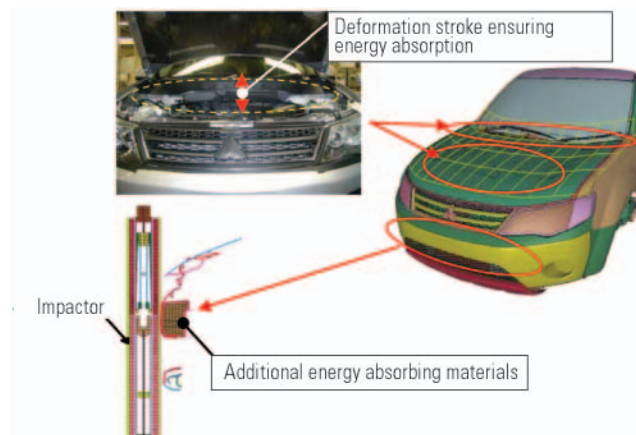 Deformation stroke ensuring
energy absorption
Impactor
Additional energy absorbing materials